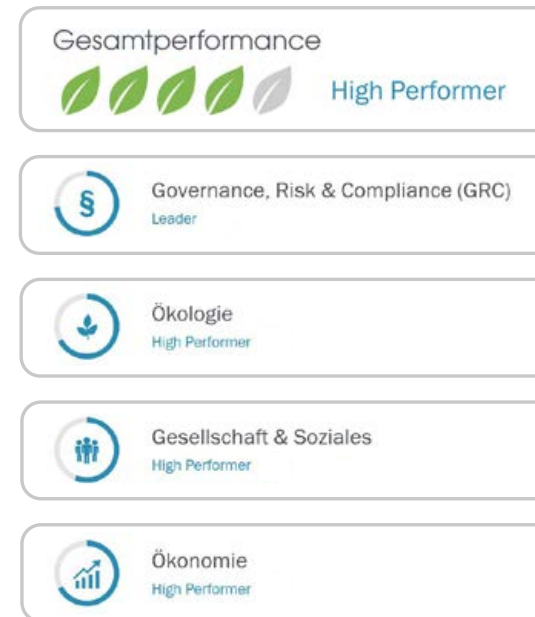 Gesamtperformance
High Performer
§
Governance, Risk & Compliance (GRC)
Leader
Ökologie
High Performer
Gesellschaft & Soziales
High Performer
Ökonomie
High Performer